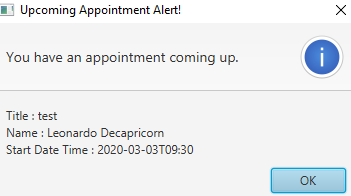 Upcoming Appointment Alert!
You have an appointment coming up.
Title : test
Name : Leonardo Decapricorn
Start Date Time : 2020-03-03T09:30
OK